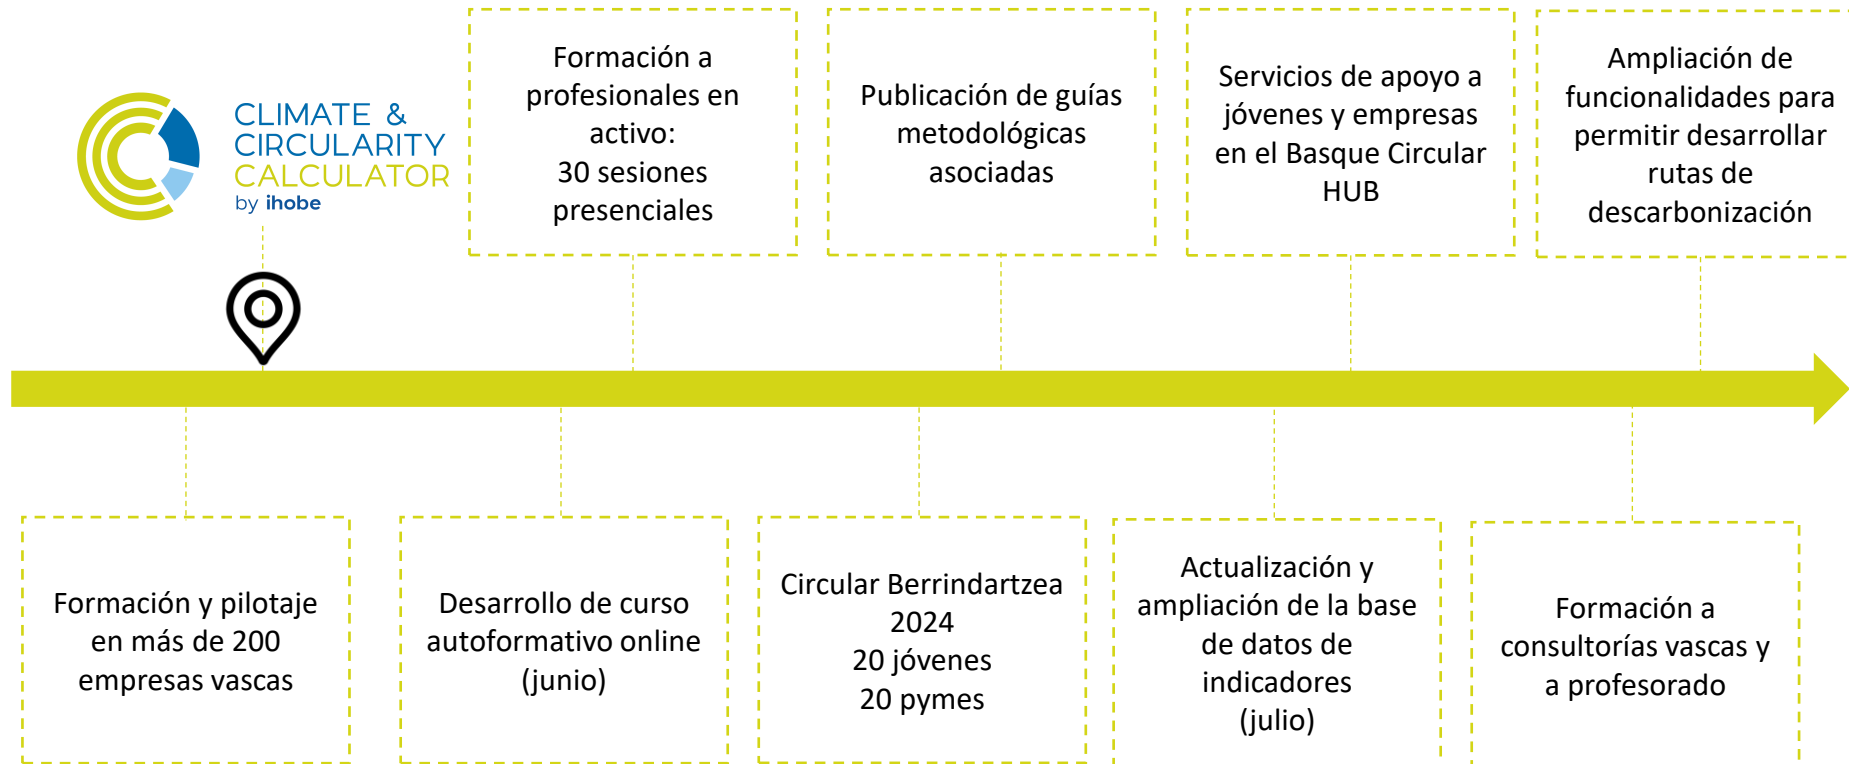 CLIMATE &
CIRCULARITY
CALCULATOR
by ihobe
Formación a
profesionales en
activo:
30 sesiones
presenciales
Publicación de guías
metodológicas
asociadas
Servicios de apoyo a
jóvenes y empresas
en el Basque Circular
HUB
Ampliación de
funcionalidades para
permitir desarrollar
rutas de
descarbonización
Formación y pilotaje
en más de 200
empresas vascas
Desarrollo de curso
autoformativo online
(junio)
Circular Berrindartzea
2024
20 jóvenes
20 pymes
Actualización y
ampliación de la base
de datos de
indicadores
(julio)
Formación a
consultorías vascas y
a profesorado